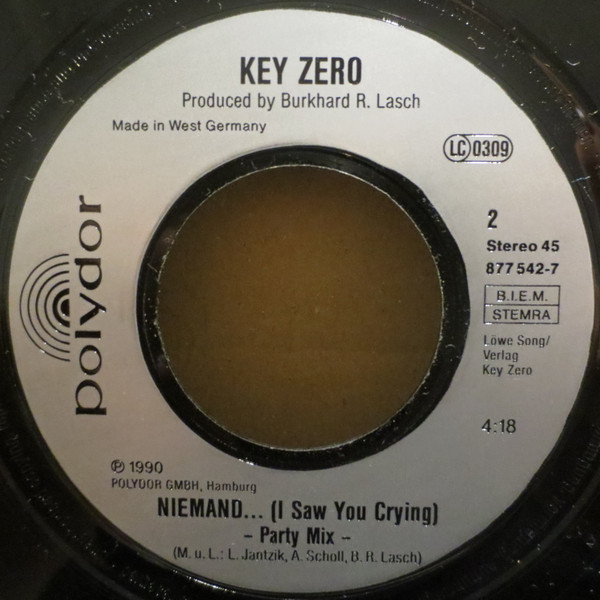 KEY ZERO
Produced by Burkhard R. Lasch
Made in West Germany
LC 0309
polydor
2
Stereo 45
877 542-7
B.I.E.M.
STEMRA
Löwe Song/
Verlag
Key Zero
4:18
℗ 1990
POLYDOR GMBH, Hamburg
NIEMAND... (I Saw You Crying)
– Party Mix –
(M. u. L.: L. Jantzik, A. Scholl, B. R. Lasch)